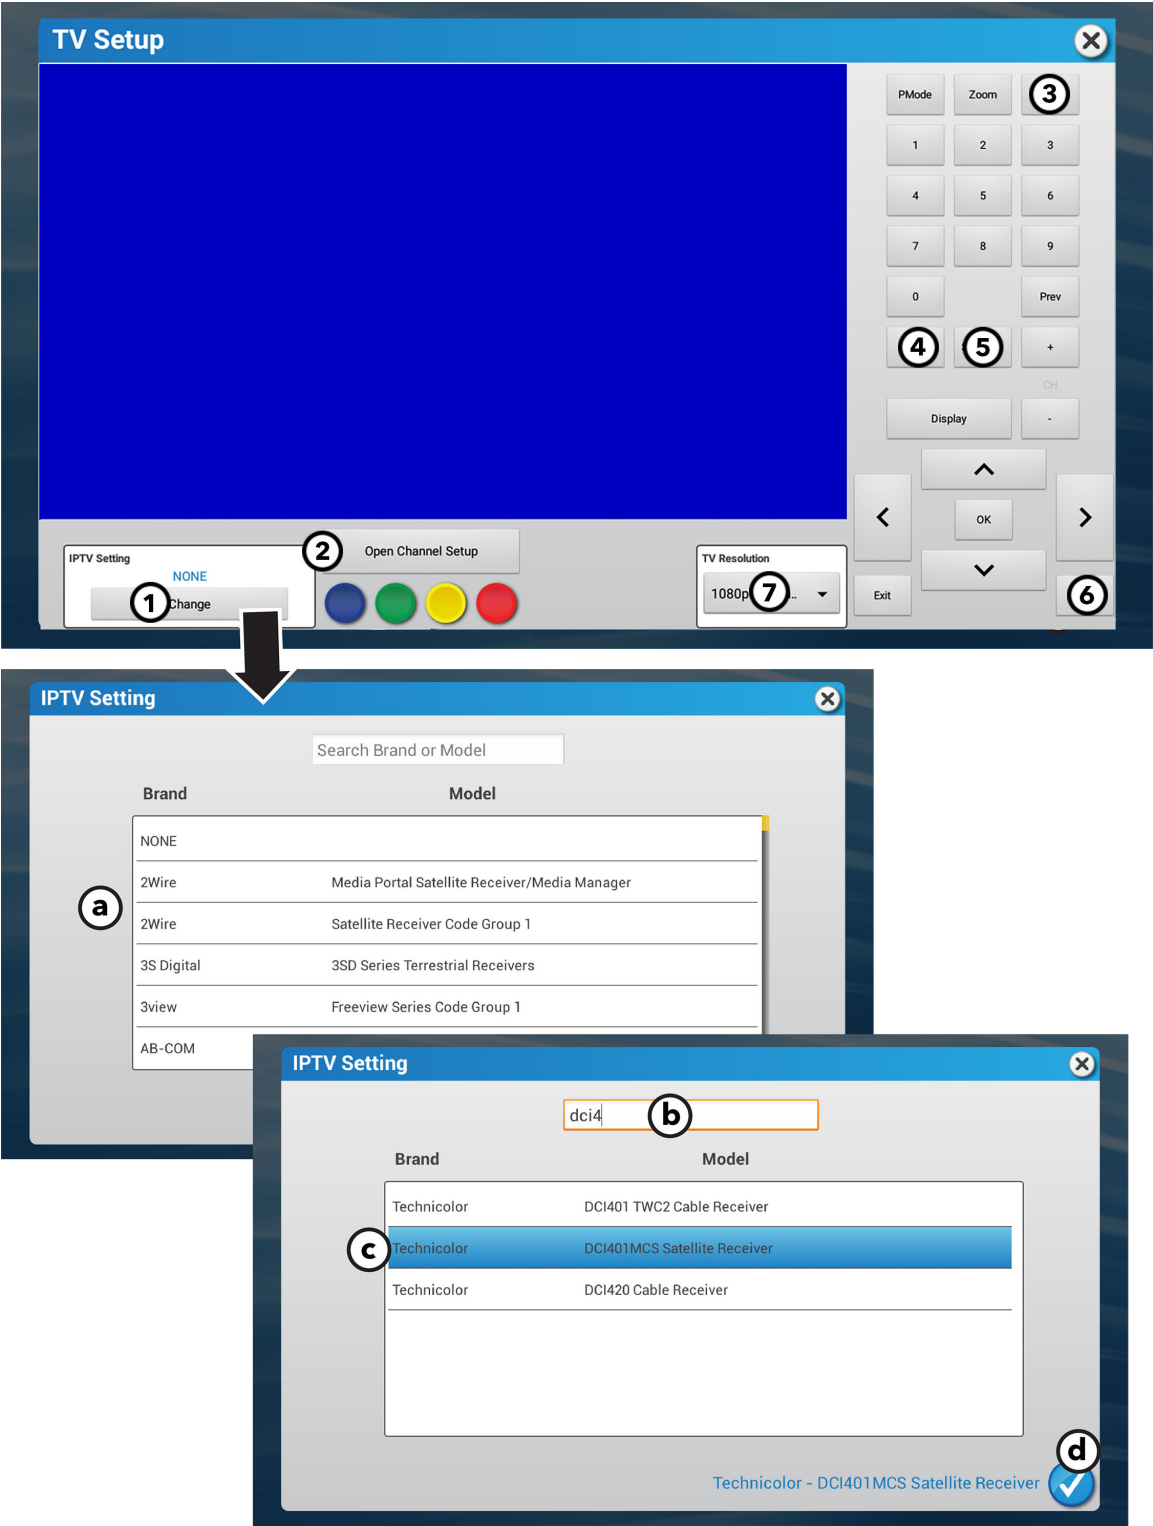 TV Setup
PMode Zoom 3
1 2 3
4 5 6
7 8 9
0 Prev
4 5 +
CH
Display -
OK
2 Open Channel Setup
IPTV Setting
NONE
1 Change
TV Resolution
1080p 7 ..
Exit 6
IPTV Setting
Search Brand or Model
Brand Model
NONE
2Wire Media Portal Satellite Receiver/Media Manager
a
2Wire Satellite Receiver Code Group 1
3S Digital 3SD Series Terrestrial Receivers
3view Freeview Series Code Group 1
AB-COM
IPTV Setting
dci4 b
Brand Model
Technicolor DCI401 TWC2 Cable Receiver
c Technicolor DCI401MCS Satellite Receiver
Technicolor DCI420 Cable Receiver
d
Technicolor - DCI401MCS Satellite Receiver